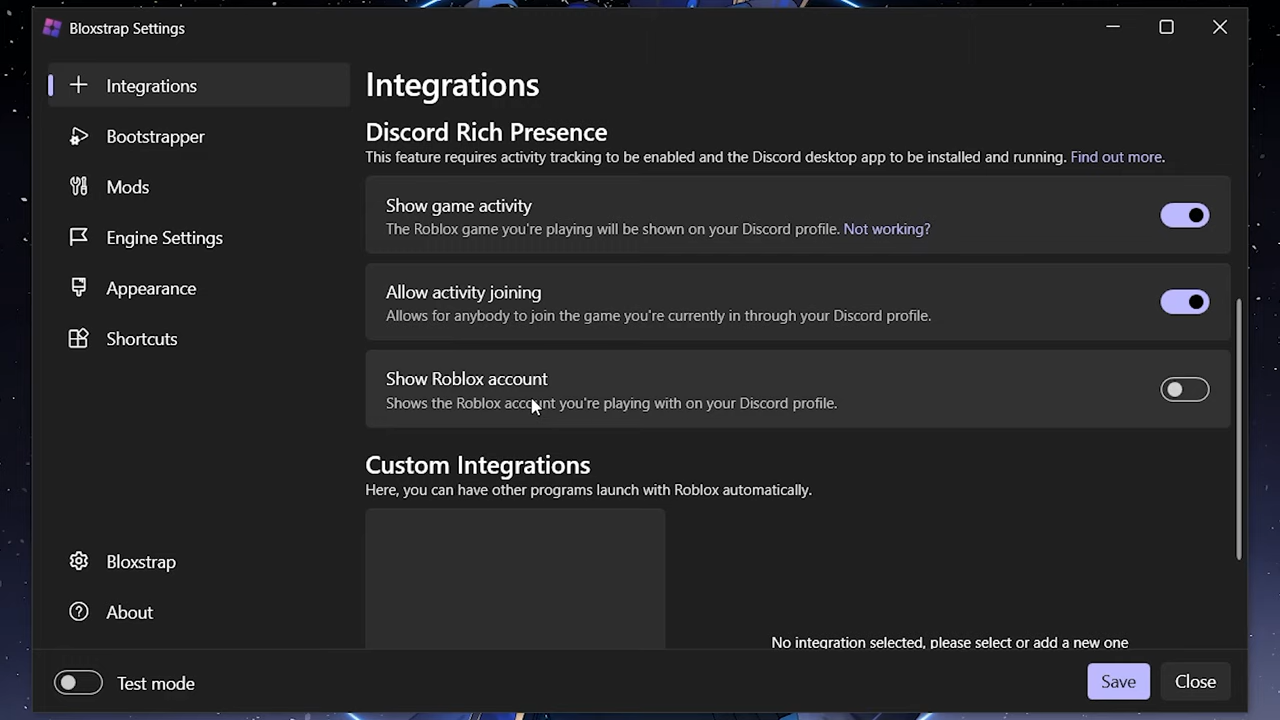 Bloxstrap Settings
Integrations
Bootstrapper
Mods
Engine Settings
Appearance
Shortcuts
Bloxstrap
About
Integrations
Discord Rich Presence
This feature requires activity tracking to be enabled and the Discord desktop app to be installed and running. Find out more.
Show game activity
The Roblox game you're playing will be shown on your Discord profile. Not working?
Allow activity joining
Allows for anybody to join the game you're currently in through your Discord profile.
Show Roblox account
Shows the Roblox account you're playing with on your Discord profile.
Custom Integrations
Here, you can have other programs launch with Roblox automatically.
No integration selected, please select or add a new one
Test mode
Save
Close